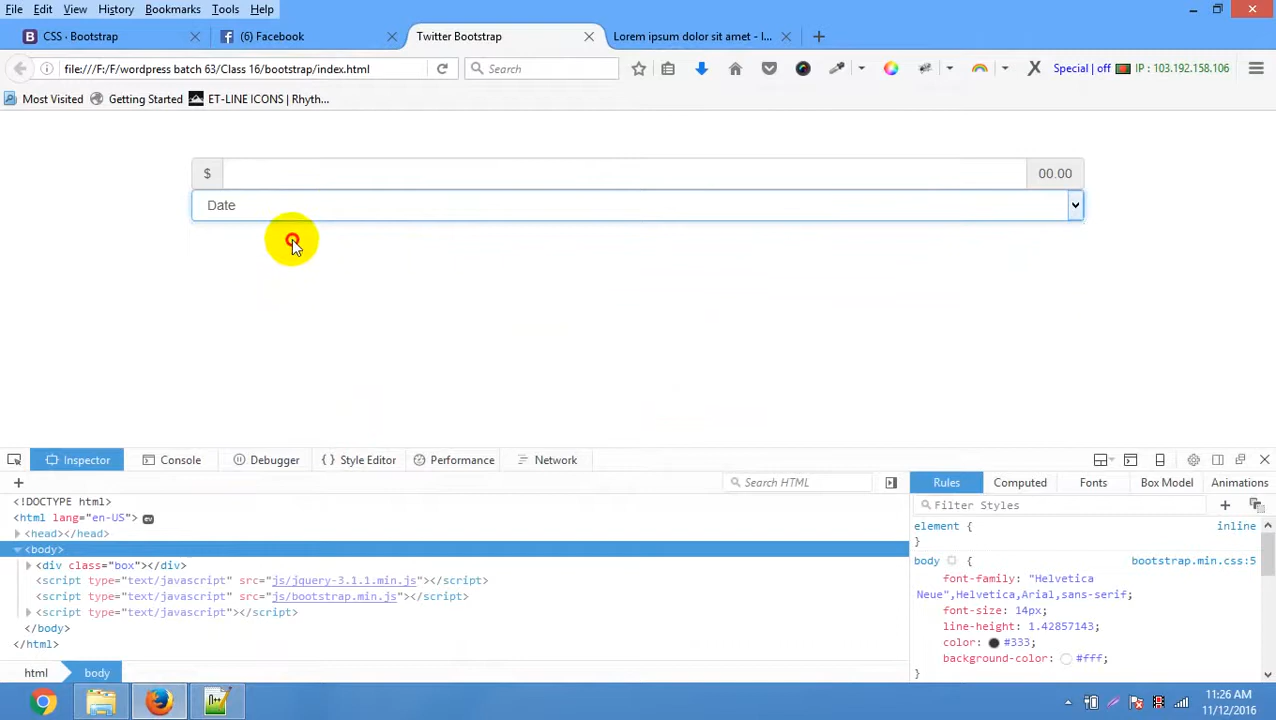 File Edit View History Bookmarks Tools Help
CSS · Bootstrap (6) Facebook Twitter Bootstrap Lorem ipsum dolor sit amet - l...
file:///F:/F/wordpress batch 63/Class 16/bootstrap/index.html Search Special | off IP : 103.192.158.106
Most Visited Getting Started ET-LINE ICONS | Rhyth...
$ 00.00
Date
Inspector Console Debugger Style Editor Performance Network
Search HTML Rules Computed Fonts Box Model Animations
<!DOCTYPE html> Filter Styles
<html lang="en-US"> ev element { inline
<head></head> }
<body> body { bootstrap.min.css:5
<div class="box"></div> font-family: "Helvetica
<script type="text/javascript" src="js/jquery-3.1.1.min.js"></script> Neue",Helvetica,Arial,sans-serif;
<script type="text/javascript" src="js/bootstrap.min.js"></script> font-size: 14px;
<script type="text/javascript"></script> line-height: 1.42857143;
</body> color: #333;
</html> background-color: #fff;
html body }
11:26 AM
11/12/2016